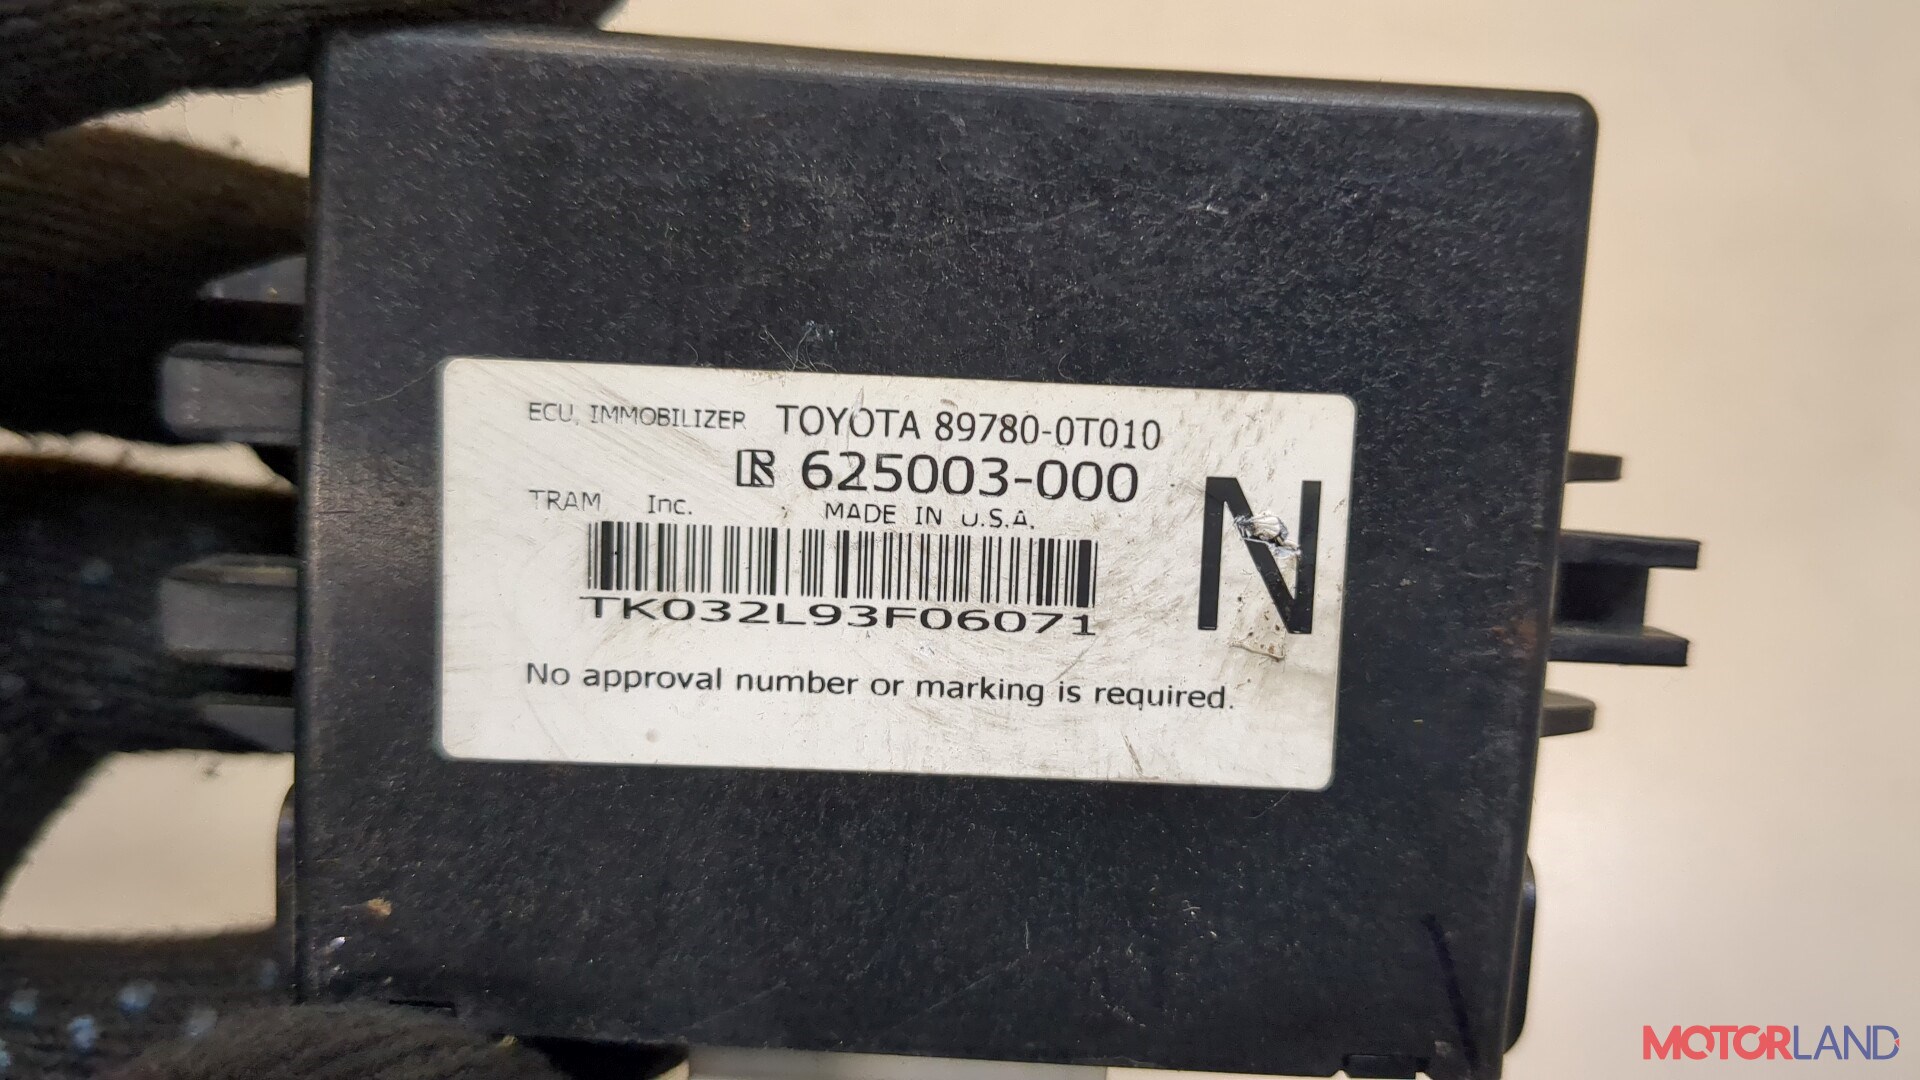 ECU, IMMOBILIZER TOYOTA 89780-0T010
625003-000
TRAM Inc. MADE IN U.S.A.
TK032L93F06071
N
No approval number or marking is required.
MOTORLAND